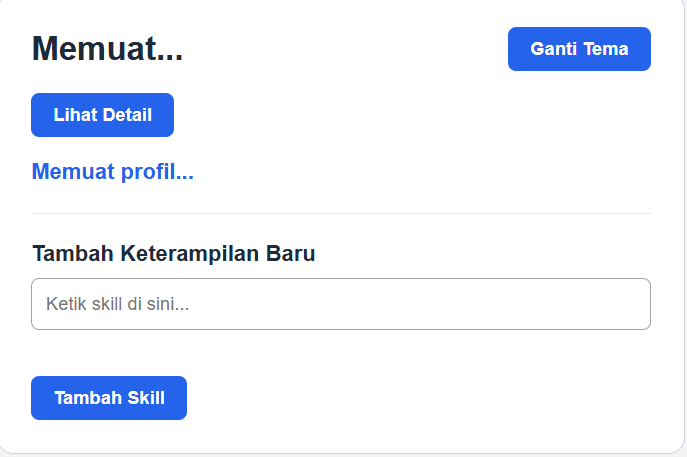 Memuat...
Ganti Tema
Lihat Detail
Memuat profil...
Tambah Keterampilan Baru
Ketik skill di sini...
Tambah Skill